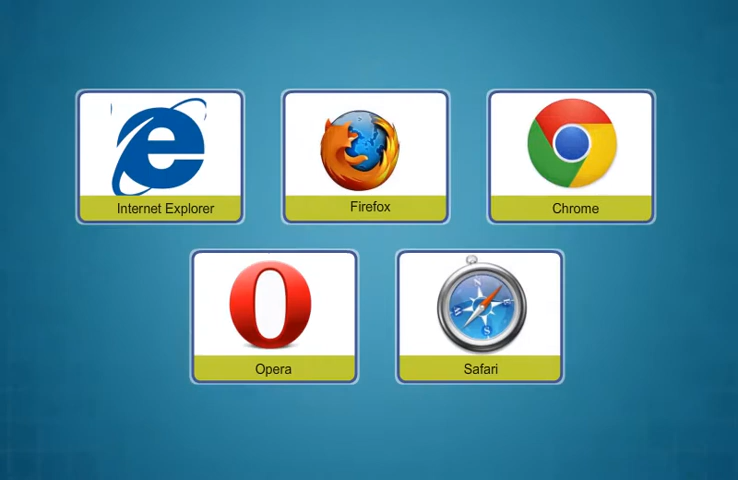 Internet Explorer
Firefox
Chrome
Opera
Safari